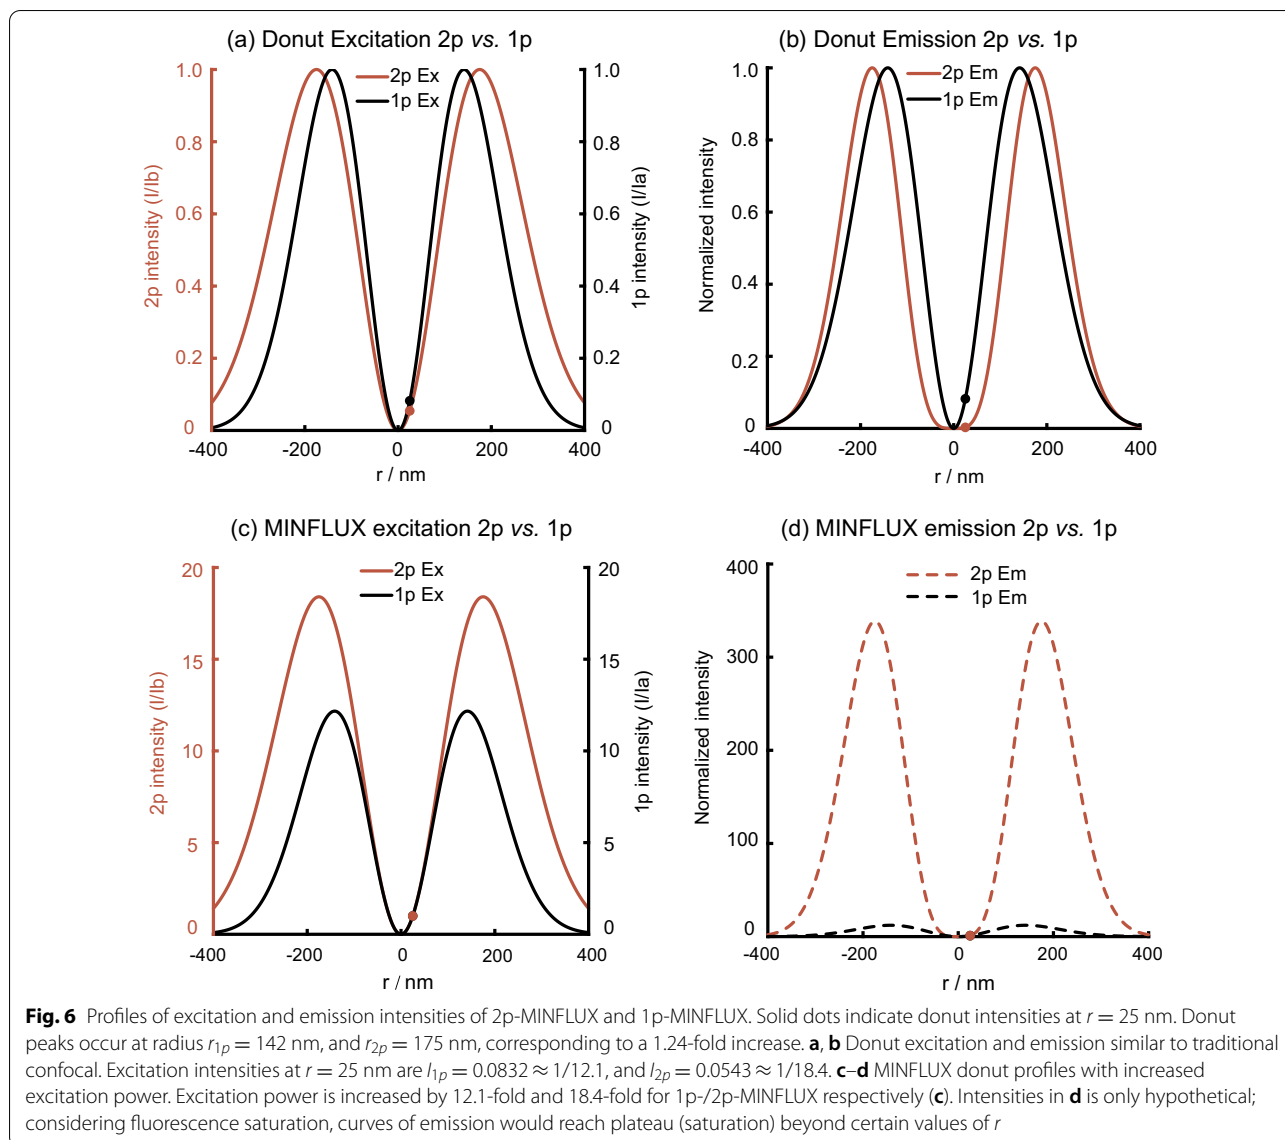 (a) Donut Excitation 2p vs. 1p
2p Ex
1p Ex
1.0
0.8
0.6
0.4
0.2
0
2p intensity (I/Ib)
1.0
0.8
0.6
0.4
0.2
0
1p intensity (I/Ia)
-400 -200 0 200 400
r / nm
(b) Donut Emission 2p vs. 1p
2p Em
1p Em
1.0
0.8
0.6
0.4
0.2
0
Normalized intensity
-400 -200 0 200 400
r / nm
(c) MINFLUX excitation 2p vs. 1p
2p Ex
1p Ex
20
15
10
5
0
2p intensity (I/Ib)
20
15
10
5
0
1p intensity (I/Ia)
-400 -200 0 200 400
r / nm
(d) MINFLUX emission 2p vs. 1p
2p Em
1p Em
400
300
200
100
0
Normalized intensity
-400 -200 0 200 400
r / nm
Fig. 6 Profiles of excitation and emission intensities of 2p-MINFLUX and 1p-MINFLUX. Solid dots indicate donut intensities at r = 25 nm. Donut
peaks occur at radius r1p = 142 nm, and r2p = 175 nm, corresponding to a 1.24-fold increase. a, b Donut excitation and emission similar to traditional
confocal. Excitation intensities at r = 25 nm are I1p = 0.0832 ≈ 1/12.1, and I2p = 0.0543 ≈ 1/18.4. c–d MINFLUX donut profiles with increased
excitation power. Excitation power is increased by 12.1-fold and 18.4-fold for 1p-/2p-MINFLUX respectively (c). Intensities in d is only hypothetical;
considering fluorescence saturation, curves of emission would reach plateau (saturation) beyond certain values of r